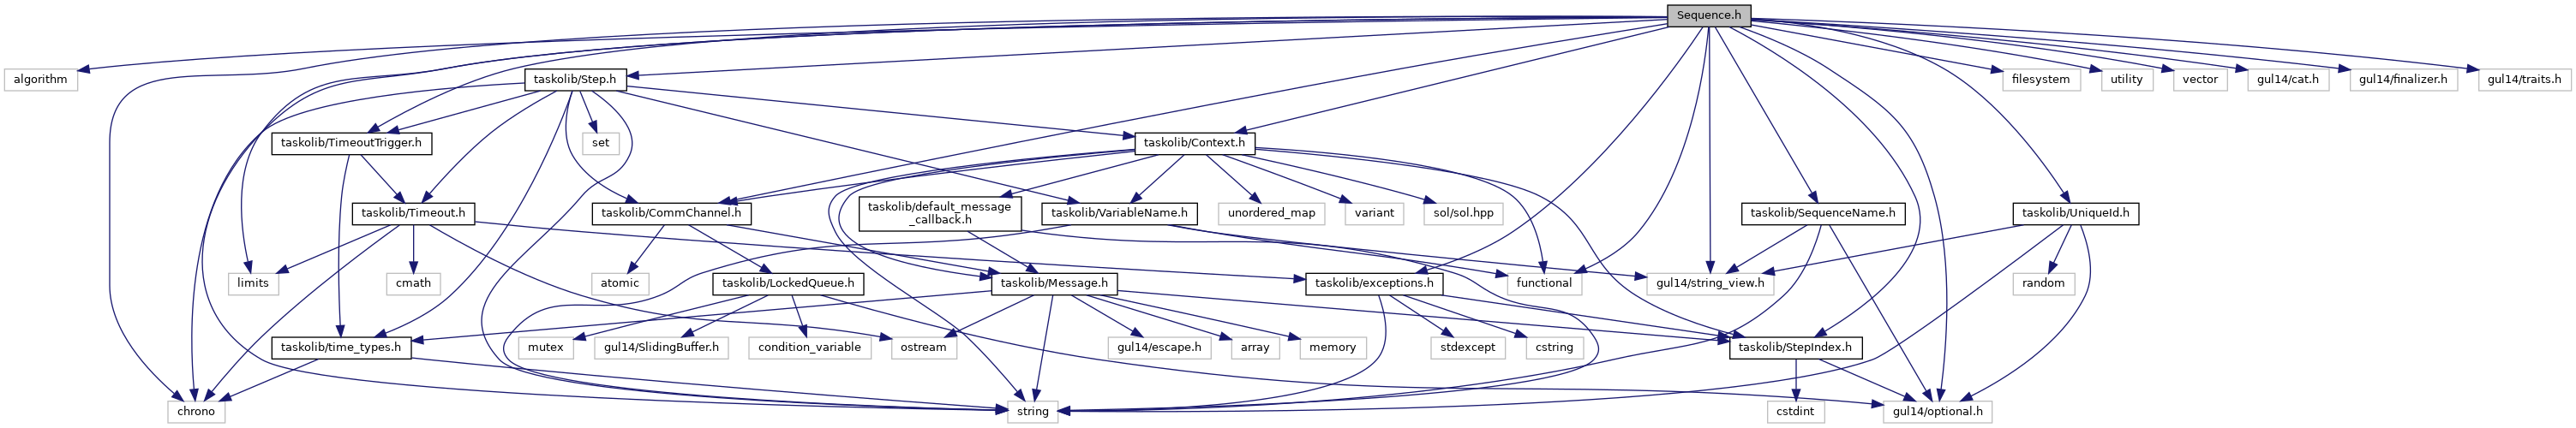 Sequence.h
algorithm
taskolib/Step.h
filesystem
utility
vector
gul14/cat.h
gul14/finalizer.h
gul14/traits.h
taskolib/TimeoutTrigger.h
set
taskolib/Context.h
taskolib/Timeout.h
taskolib/CommChannel.h
taskolib/default_message
_callback.h
taskolib/VariableName.h
unordered_map
variant
sol/sol.hpp
taskolib/SequenceName.h
taskolib/UniqueId.h
limits
cmath
atomic
taskolib/LockedQueue.h
taskolib/Message.h
taskolib/exceptions.h
functional
gul14/string_view.h
random
taskolib/time_types.h
mutex
gul14/SlidingBuffer.h
condition_variable
ostream
gul14/escape.h
array
memory
stdexcept
cstring
taskolib/StepIndex.h
chrono
string
cstdint
gul14/optional.h